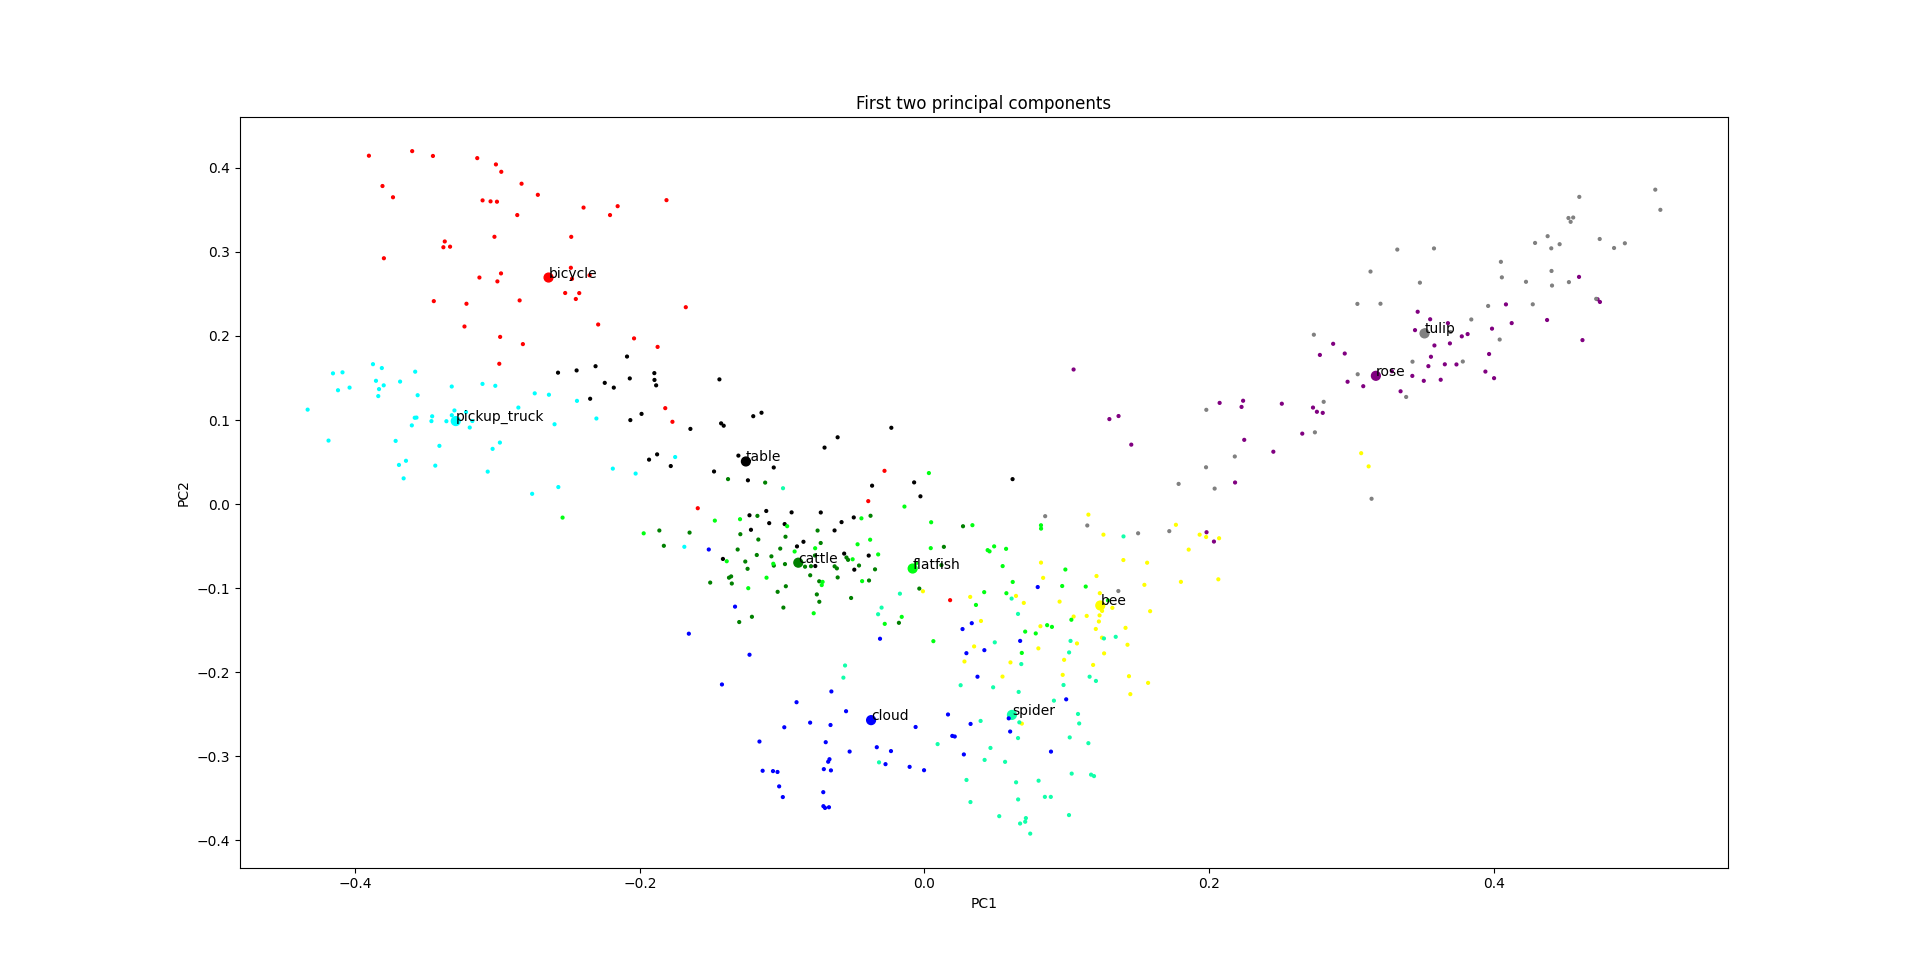 First two principal components
0.4
0.3
0.2
0.1
0.0
−0.1
−0.2
−0.3
−0.4
PC2
bicycle
tulip
rose
pickup_truck
table
cattle
flatfish
bee
cloud
spider
−0.4
−0.2
0.0
0.2
0.4
PC1